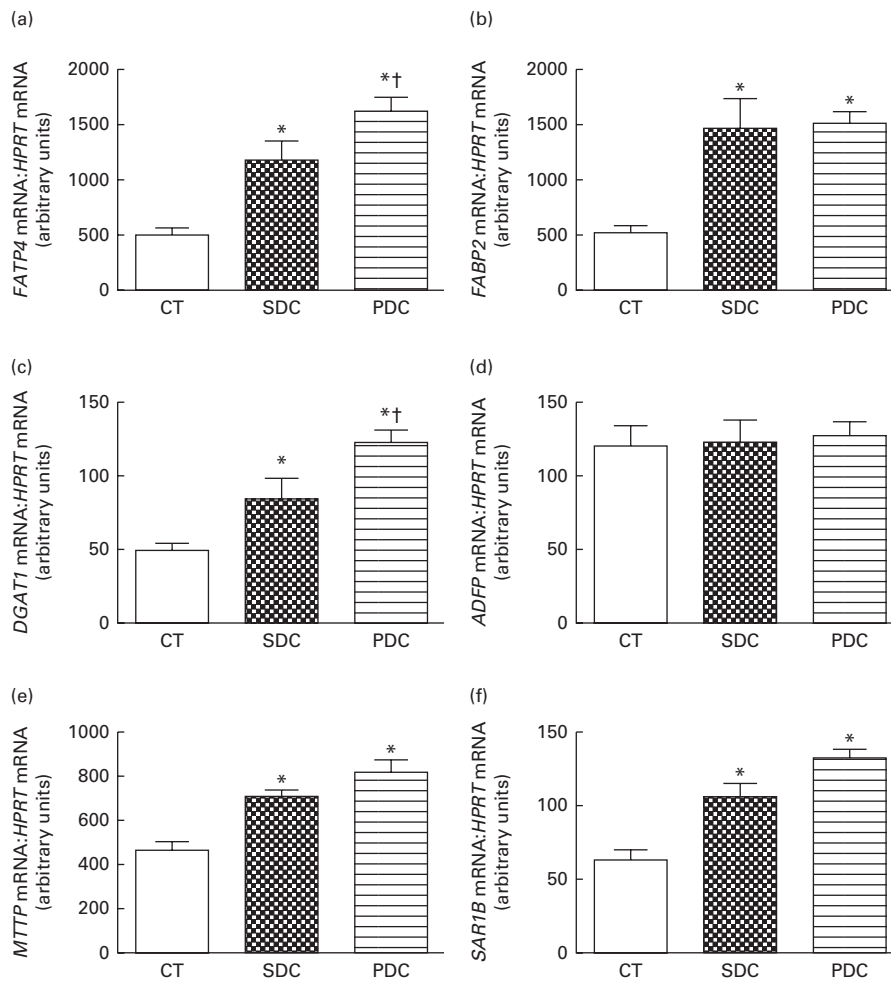 (a)
FATP4 mRNA:HPRT mRNA
(arbitrary units)
2000
1500
1000
500
0
*
*†
CT SDC PDC
(b)
FABP2 mRNA:HPRT mRNA
(arbitrary units)
2000
1500
1000
500
0
*
*
CT SDC PDC
(c)
DGAT1 mRNA:HPRT mRNA
(arbitrary units)
150
100
50
0
*
*†
CT SDC PDC
(d)
ADFP mRNA:HPRT mRNA
(arbitrary units)
150
100
50
0
CT SDC PDC
(e)
MTTP mRNA:HPRT mRNA
(arbitrary units)
1000
800
600
400
200
0
*
*
CT SDC PDC
(f)
SAR1B mRNA:HPRT mRNA
(arbitrary units)
150
100
50
0
*
*
CT SDC PDC